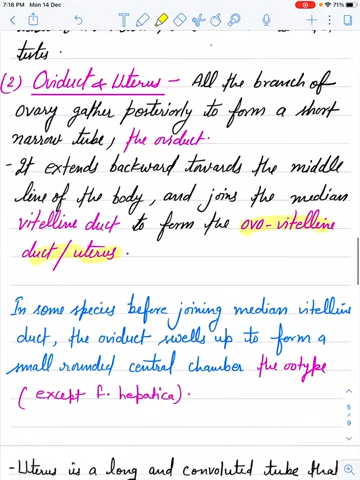 7:18 PM Mon 14 Dec
71%
testes.
(2) Oviduct & Uterus - All the branch of
ovary gather posteriorly to form a short
narrow tube, the oviduct.
- It extends backward towards the middle
line of the body, and joins the median
vitelline duct to form the ovo-vitelline
duct/uterus.
In some species before joining median vitelline
duct, the oviduct swells up to form a
small rounded central chamber the ootype
(except f. hepatica).
5
9
- Uterus is a long and convoluted tube that